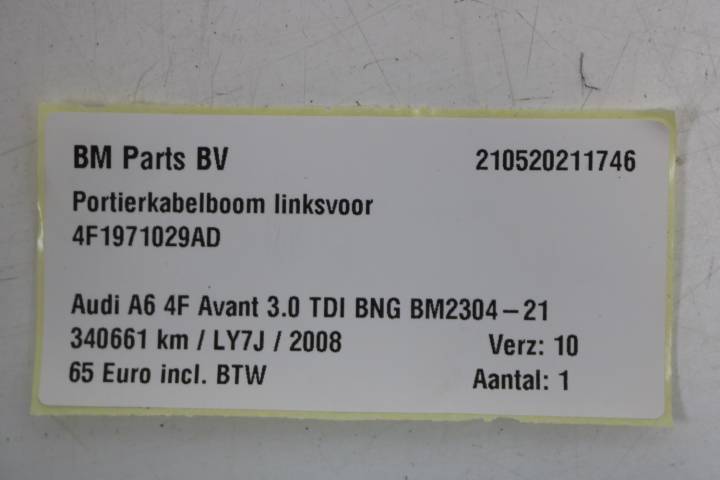 BM Parts BV 210520211746
Portierkabelboom linksvoor
4F1971029AD
Audi A6 4F Avant 3.0 TDI BNG BM2304-21
340661 km / LY7J / 2008 Verz: 10
65 Euro incl. BTW Aantal: 1